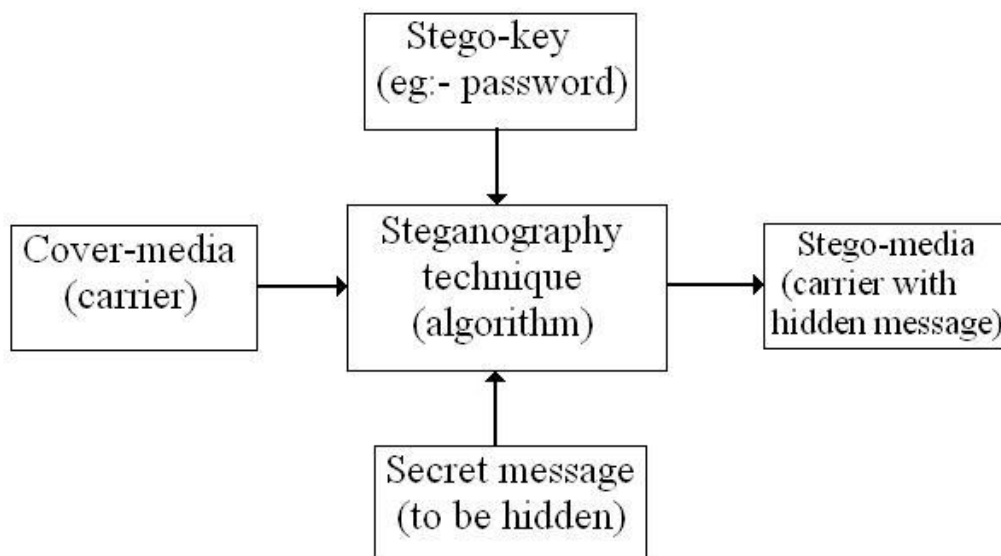 Stego-key
(eg:- password)
Cover-media
(carrier)
Steganography
technique
(algorithm)
Stego-media
(carrier with
hidden message)
Secret message
(to be hidden)